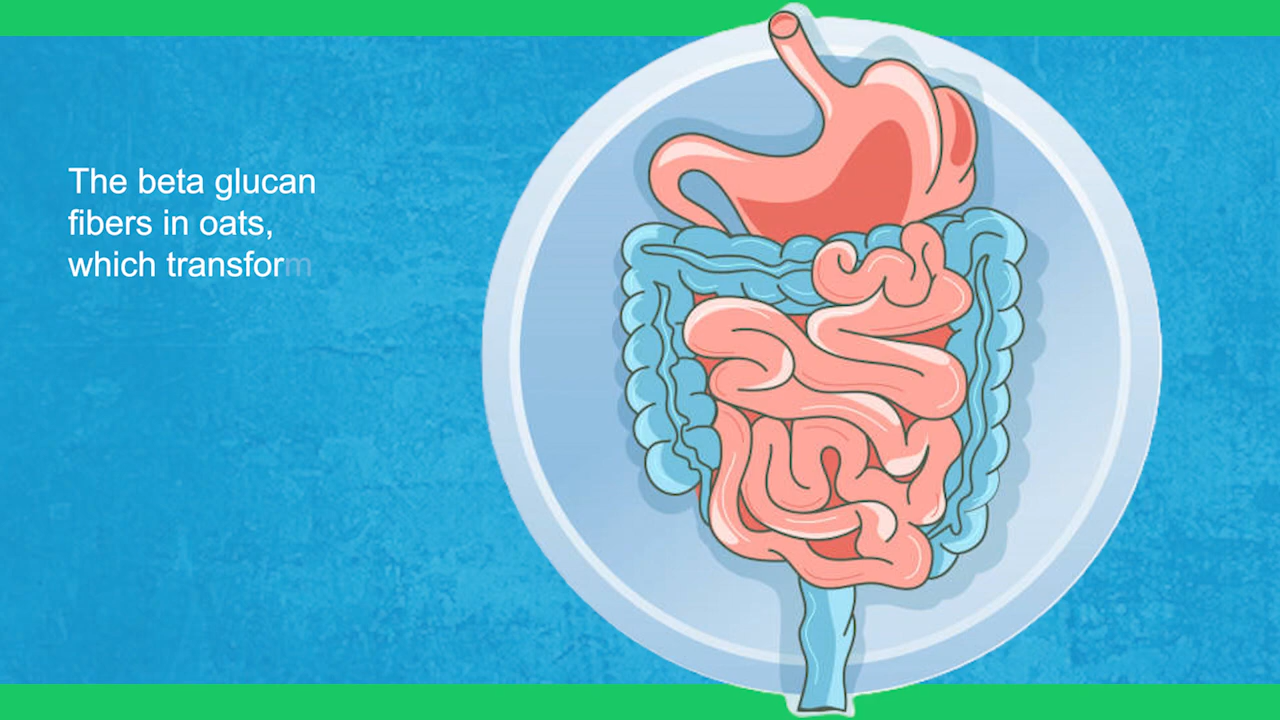 The beta glucan
fibers in oats,
which transform